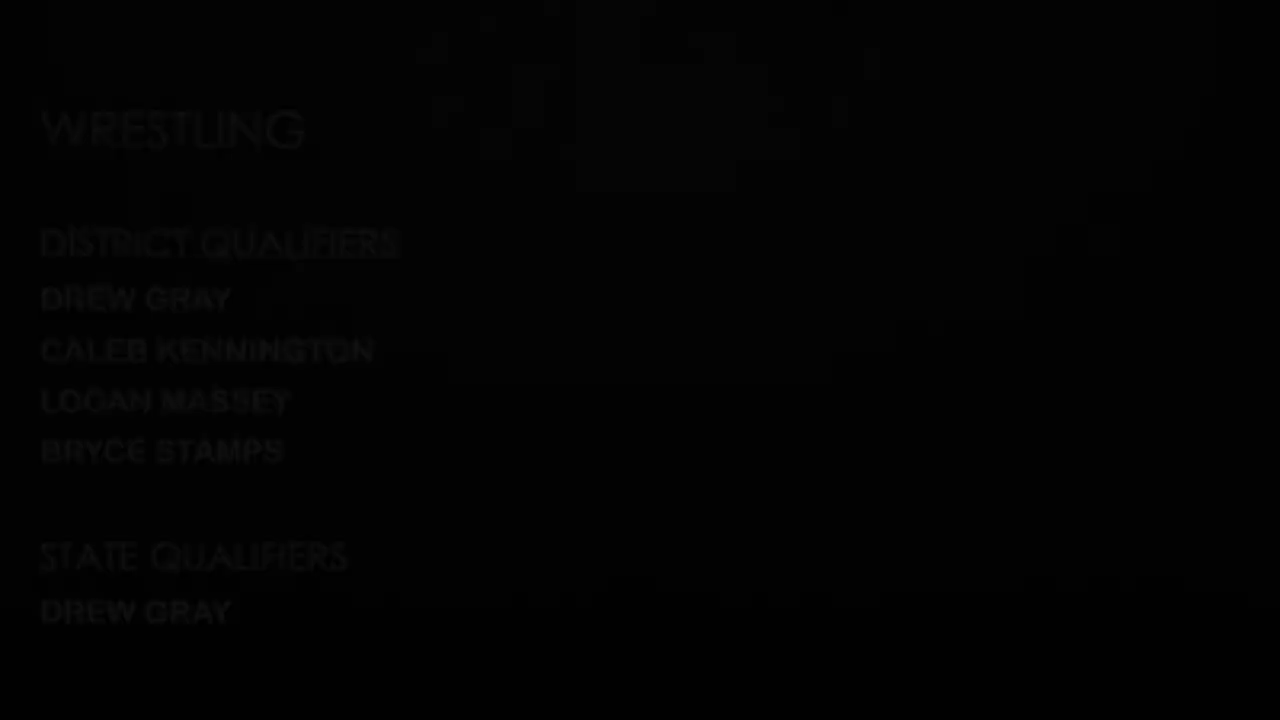 WRESTLING
DISTRICT QUALIFIERS
DREW GRAY
CALEB KENNINGTON
LOGAN MASSEY
BRYCE STAMPS
STATE QUALIFIERS
DREW GRAY